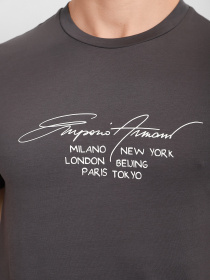 Emporio Armani
MILANO NEW YORK
LONDON BEIJING
PARIS TOKYO